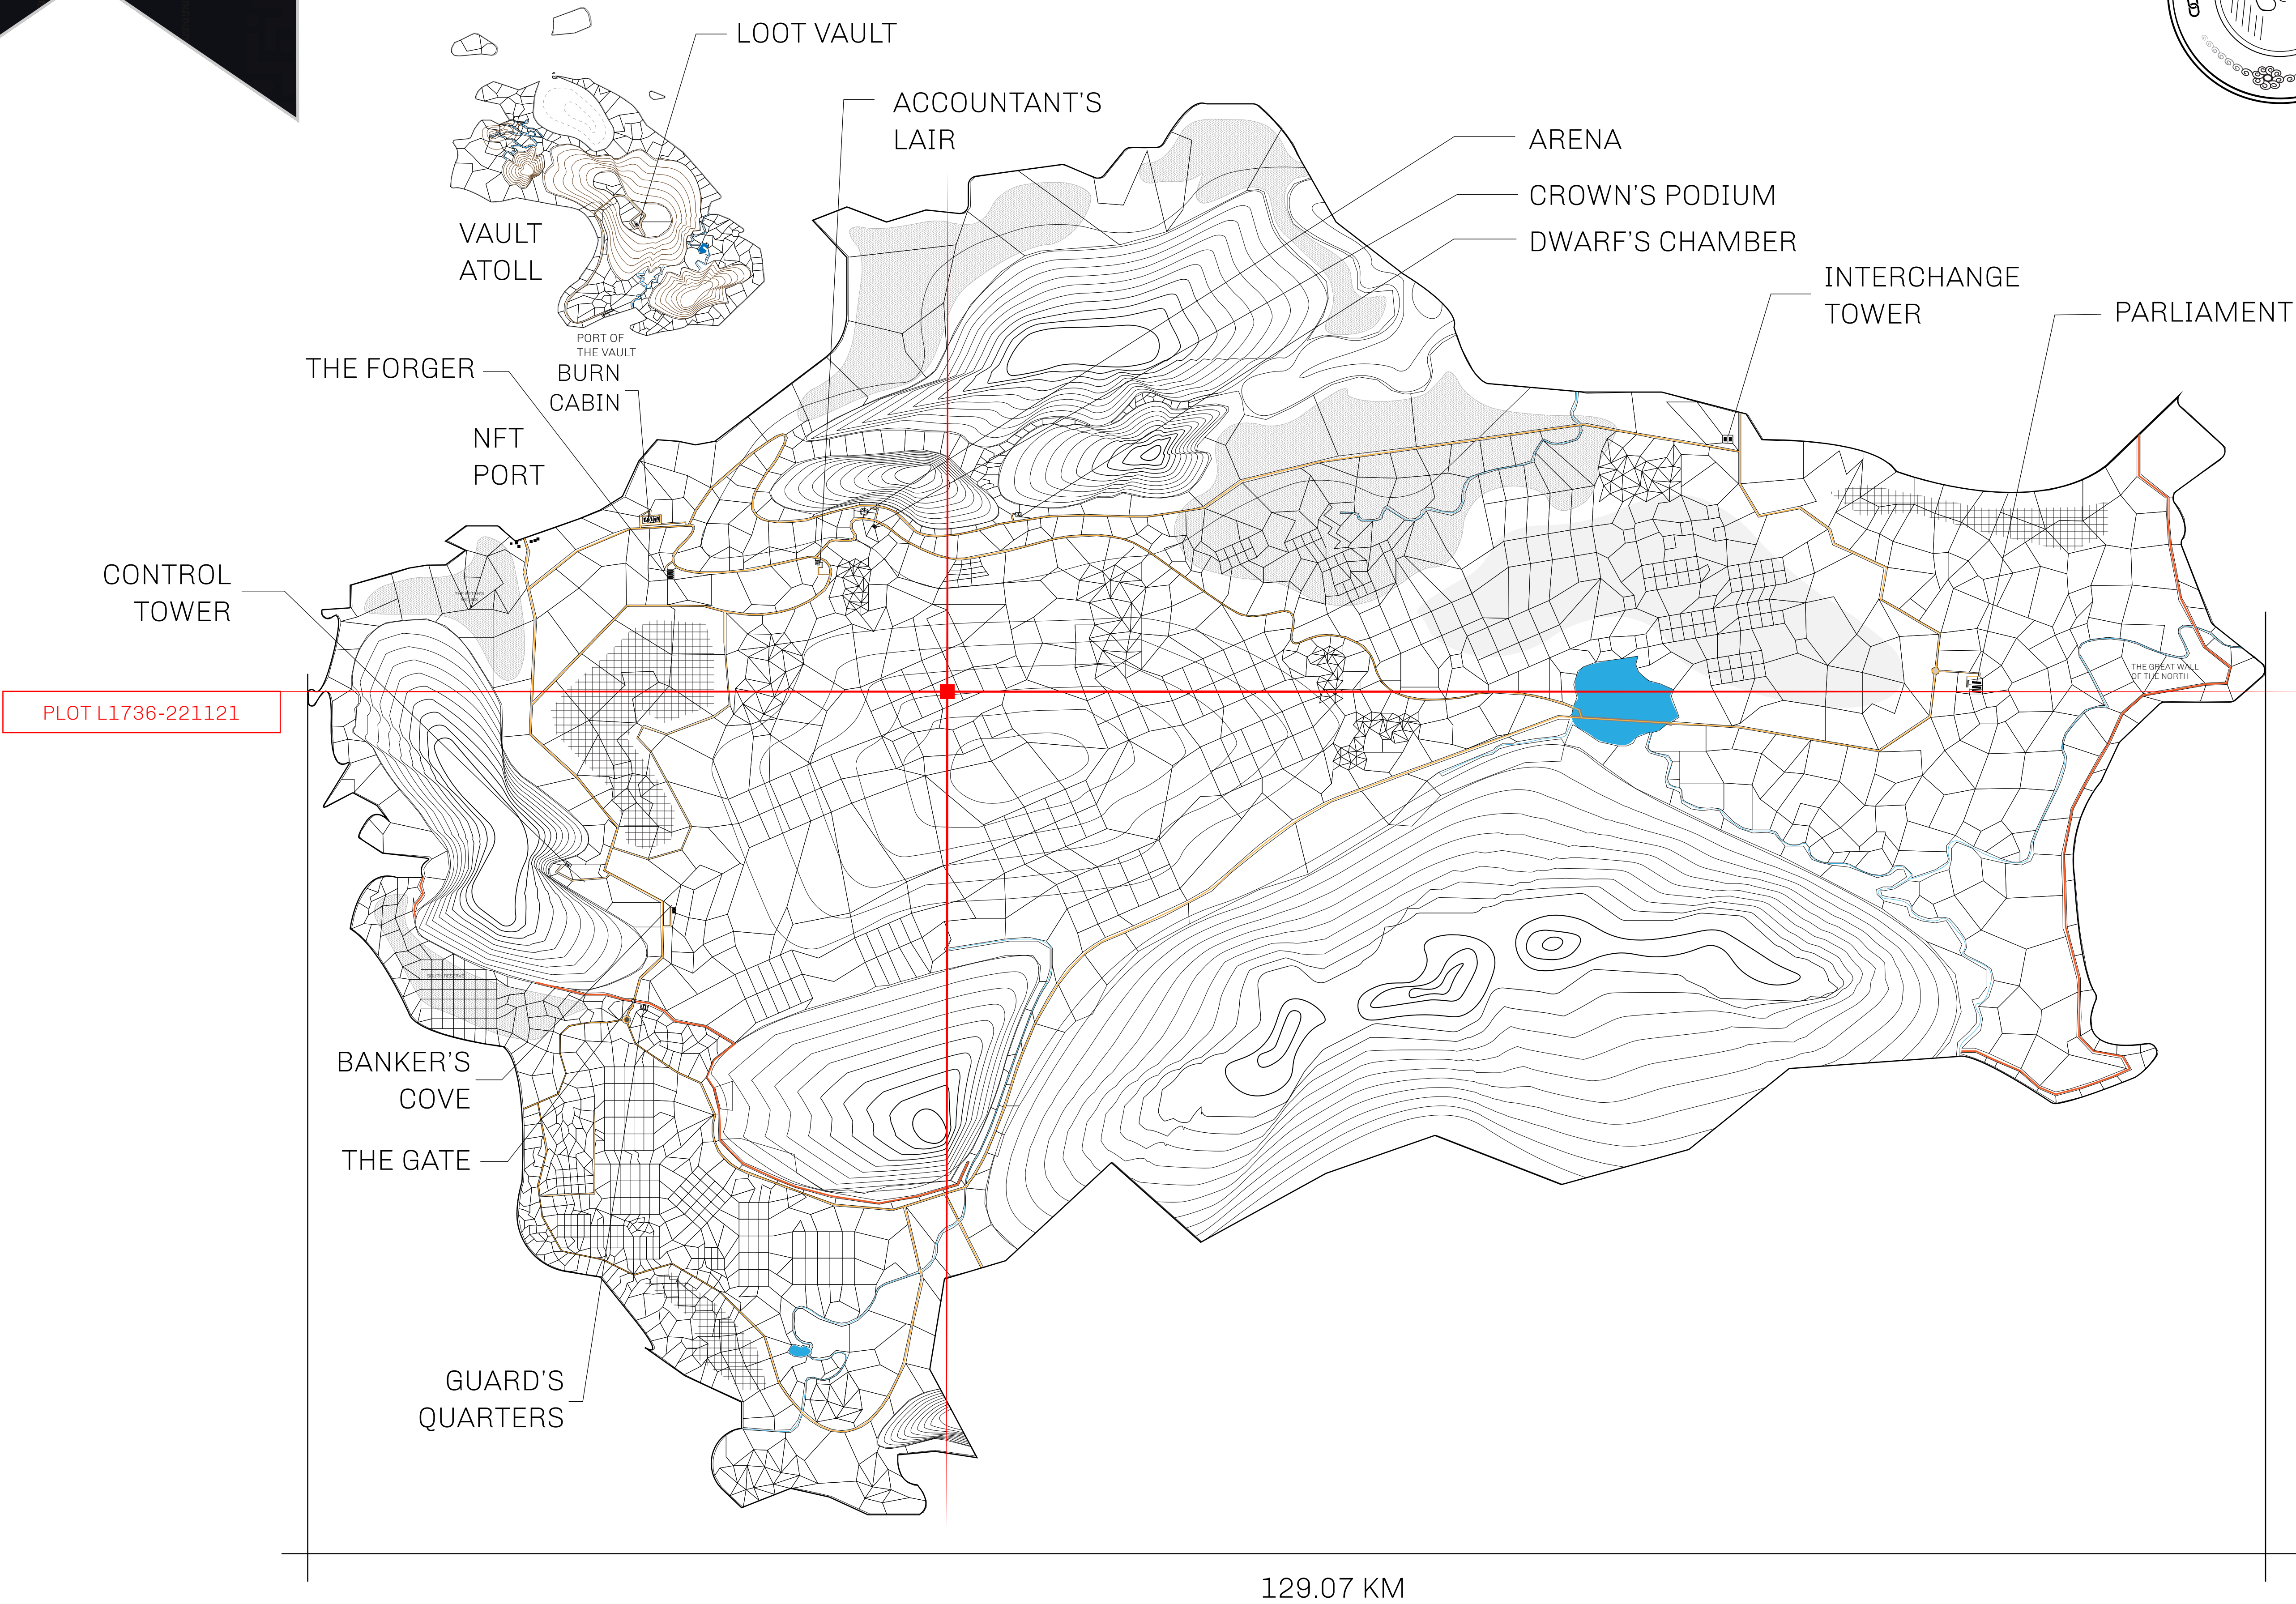 LOOT VAULT
ACCOUNTANT'S
LAIR
ARENA
CROWN'S PODIUM
DWARF'S CHAMBER
VAULT
ATOLL
INTERCHANGE
TOWER
PARLIAMENT
PORT OF
THE VAULT
THE FORGER
BURN
CABIN
NFT
PORT
CONTROL
TOWER
THE GREAT WALL
OF THE NORTH
PLOT L1736-221121
SOUTH RESERVE
BANKER'S
COVE
THE GATE
GUARD'S
QUARTERS
129.07 KM